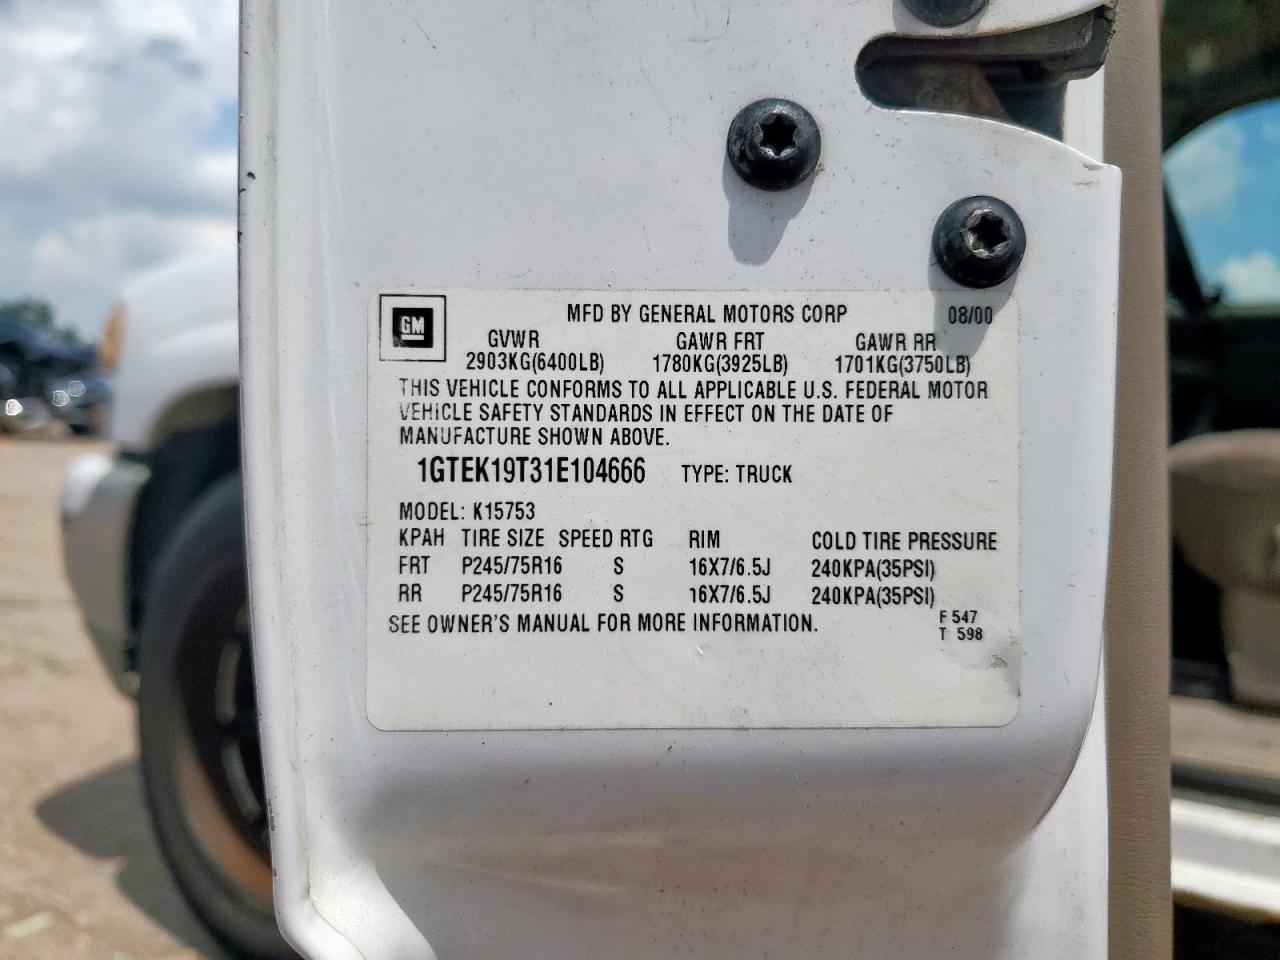 GM
MFD BY GENERAL MOTORS CORP 08/00
GVWR GAWR FRT GAWR RR
2903KG(6400LB) 1780KG(3925LB) 1701KG(3750LB)
THIS VEHICLE CONFORMS TO ALL APPLICABLE U.S. FEDERAL MOTOR
VEHICLE SAFETY STANDARDS IN EFFECT ON THE DATE OF
MANUFACTURE SHOWN ABOVE.
1GTEK19T31E104666 TYPE: TRUCK
MODEL: K15753
KPAH TIRE SIZE SPEED RTG RIM COLD TIRE PRESSURE
FRT P245/75R16 S 16X7/6.5J 240KPA(35PSI)
RR P245/75R16 S 16X7/6.5J 240KPA(35PSI)
SEE OWNER'S MANUAL FOR MORE INFORMATION.
F 547
T 598